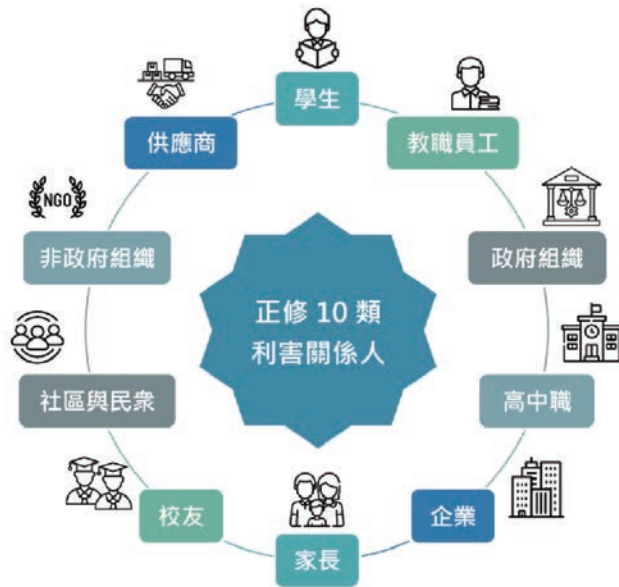 學生
供應商
教職員工
NGO
非政府組織
政府組織
正修 10 類
利害關係人
社區與民眾
高中職
校友
企業
家長